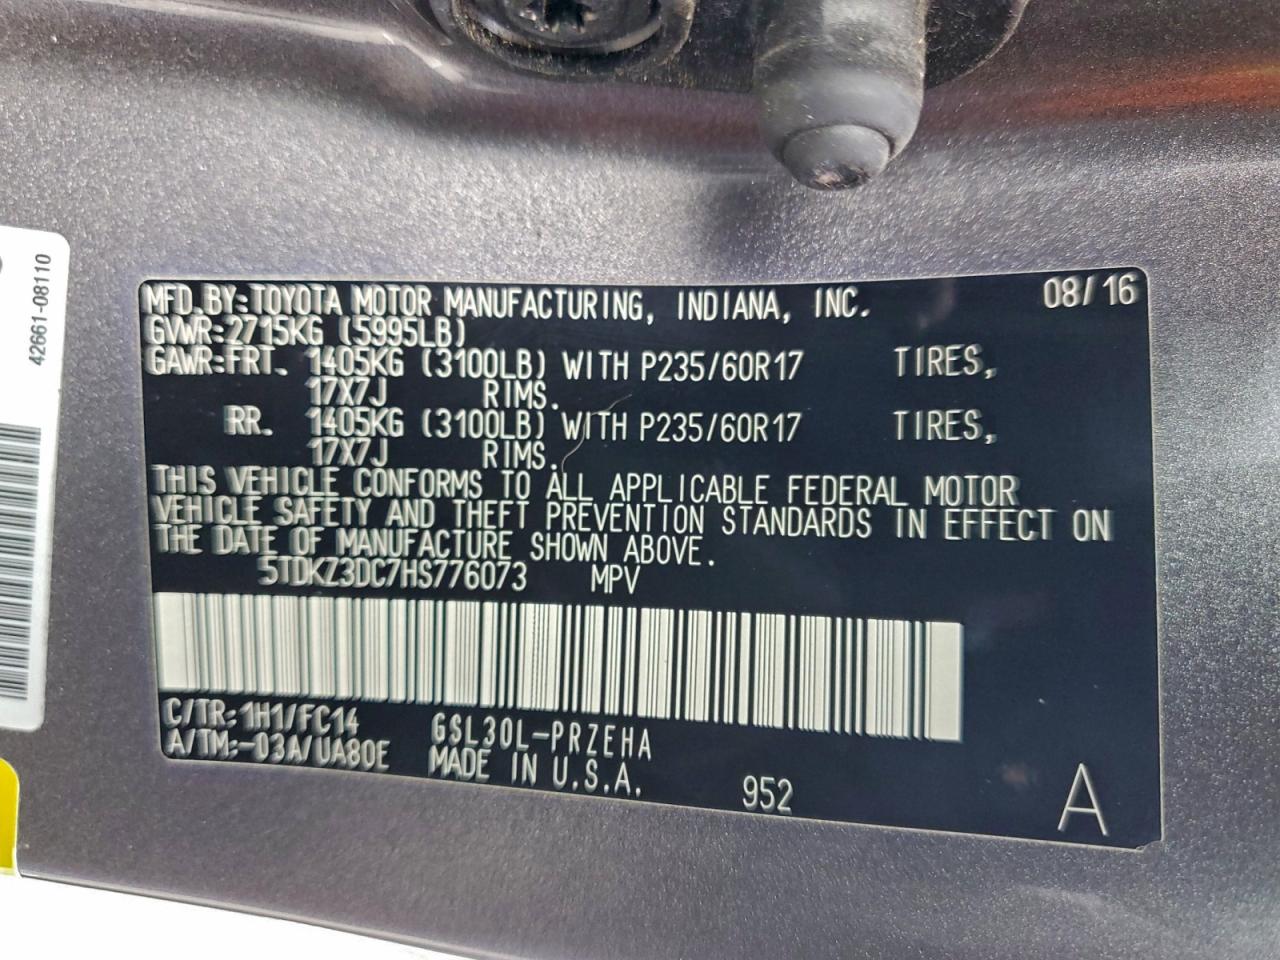 42661-08110
MFD.BY:TOYOTA MOTOR MANUFACTURING, INDIANA, INC. 08/16
GVWR:2715KG (5995LB)
GAWR:FRT. 1405KG (3100LB) WITH P235/60R17 TIRES,
17X7J RIMS.
RR. 1405KG (3100LB) WITH P235/60R17 TIRES,
17X7J RIMS.
THIS VEHICLE CONFORMS TO ALL APPLICABLE FEDERAL MOTOR
VEHICLE SAFETY AND THEFT PREVENTION STANDARDS IN EFFECT ON
THE DATE OF MANUFACTURE SHOWN ABOVE.
5TDKZ3DC7HS776073 MPV
C/TR:1H1/FC14 GSL30L-PRZEHA
A/TM:-03A/UA80E MADE IN U.S.A.
952 A